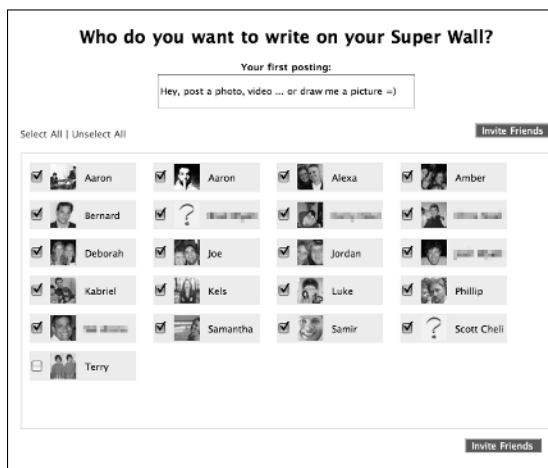 Who do you want to write on your Super Wall?
Your first posting:
Hey, post a photo, video ... or draw me a picture =)
Select All | Unselect All
Invite Friends
Aaron Aaron Alexa Amber
Bernard
Deborah Joe Jordan
Kabriel Kels Luke Phillip
Samantha Samir Scott Cheli
Terry
Invite Friends